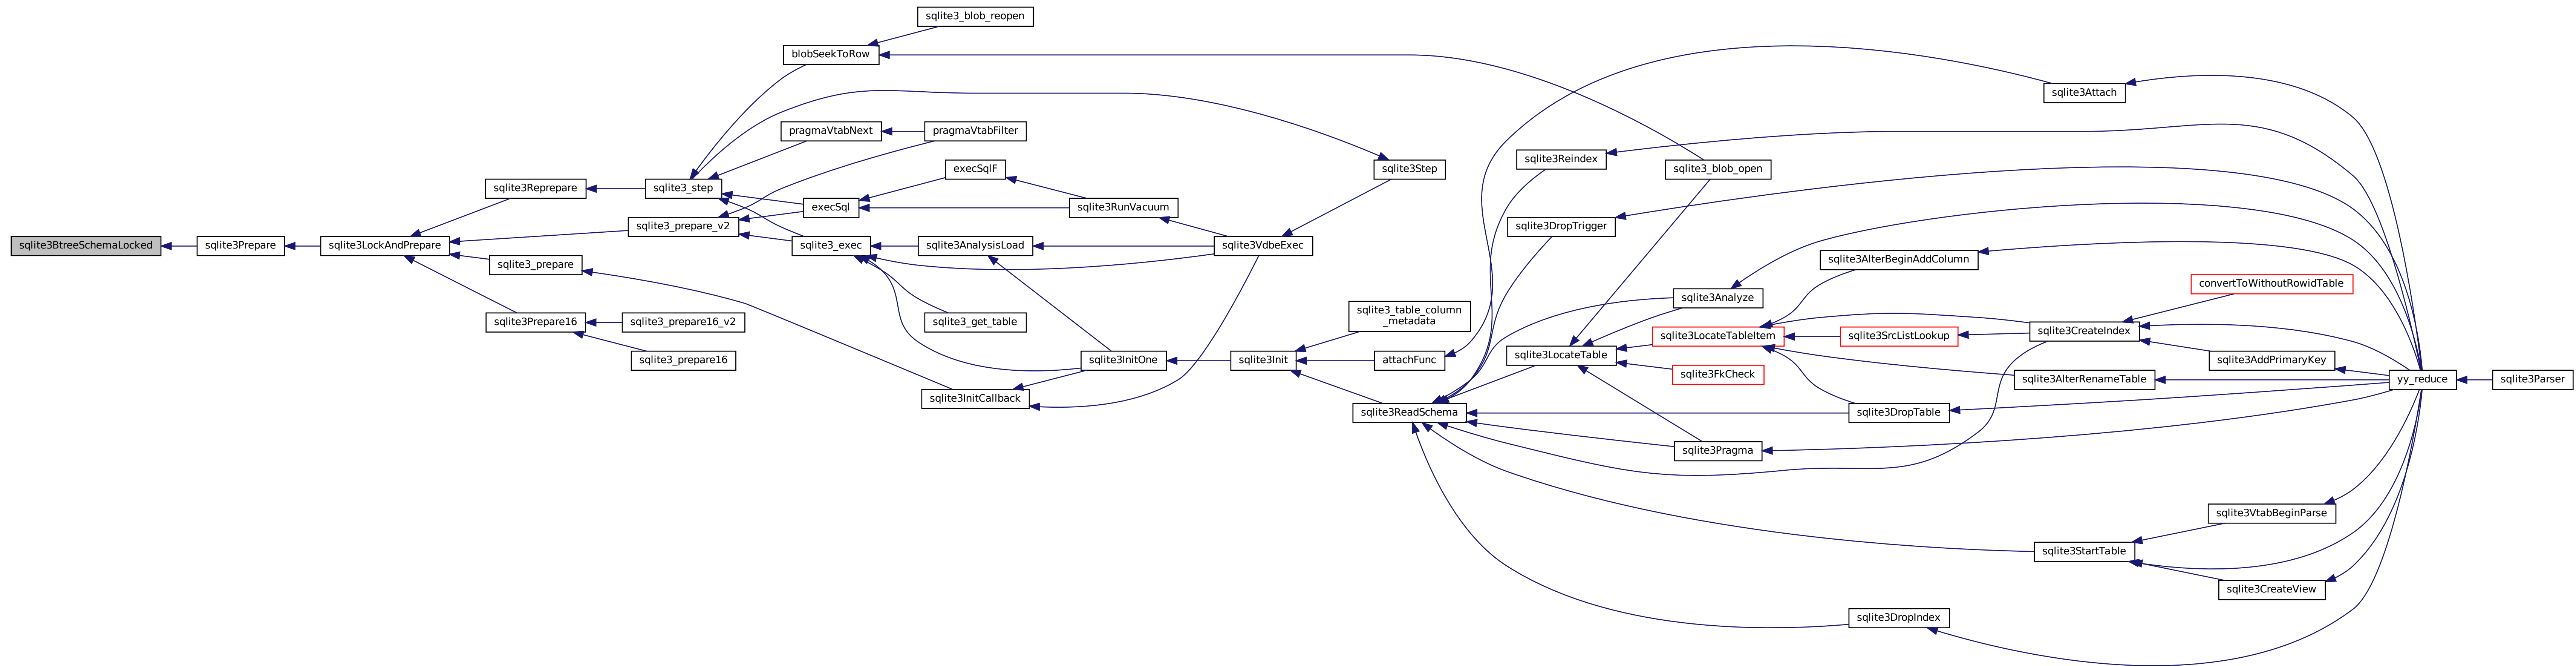 sqlite3_blob_reopen
blobSeekToRow
sqlite3Attach
pragmaVtabNext
pragmaVtabFilter
sqlite3Reindex
execSqlF
sqlite3Step
sqlite3_blob_open
sqlite3Reprepare
sqlite3_step
execSql
sqlite3RunVacuum
sqlite3_prepare_v2
sqlite3DropTrigger
sqlite3BtreeSchemaLocked
sqlite3Prepare
sqlite3LockAndPrepare
sqlite3_exec
sqlite3AnalysisLoad
sqlite3VdbeExec
sqlite3_prepare
sqlite3AlterBeginAddColumn
convertToWithoutRowidTable
sqlite3Analyze
sqlite3_table_column
_metadata
sqlite3Prepare16
sqlite3_prepare16_v2
sqlite3_get_table
sqlite3LocateTableItem
sqlite3SrcListLookup
sqlite3CreateIndex
sqlite3_prepare16
sqlite3InitOne
sqlite3Init
attachFunc
sqlite3LocateTable
sqlite3AddPrimaryKey
sqlite3FkCheck
sqlite3AlterRenameTable
yy_reduce
sqlite3Parser
sqlite3InitCallback
sqlite3ReadSchema
sqlite3DropTable
sqlite3Pragma
sqlite3VtabBeginParse
sqlite3StartTable
sqlite3CreateView
sqlite3DropIndex